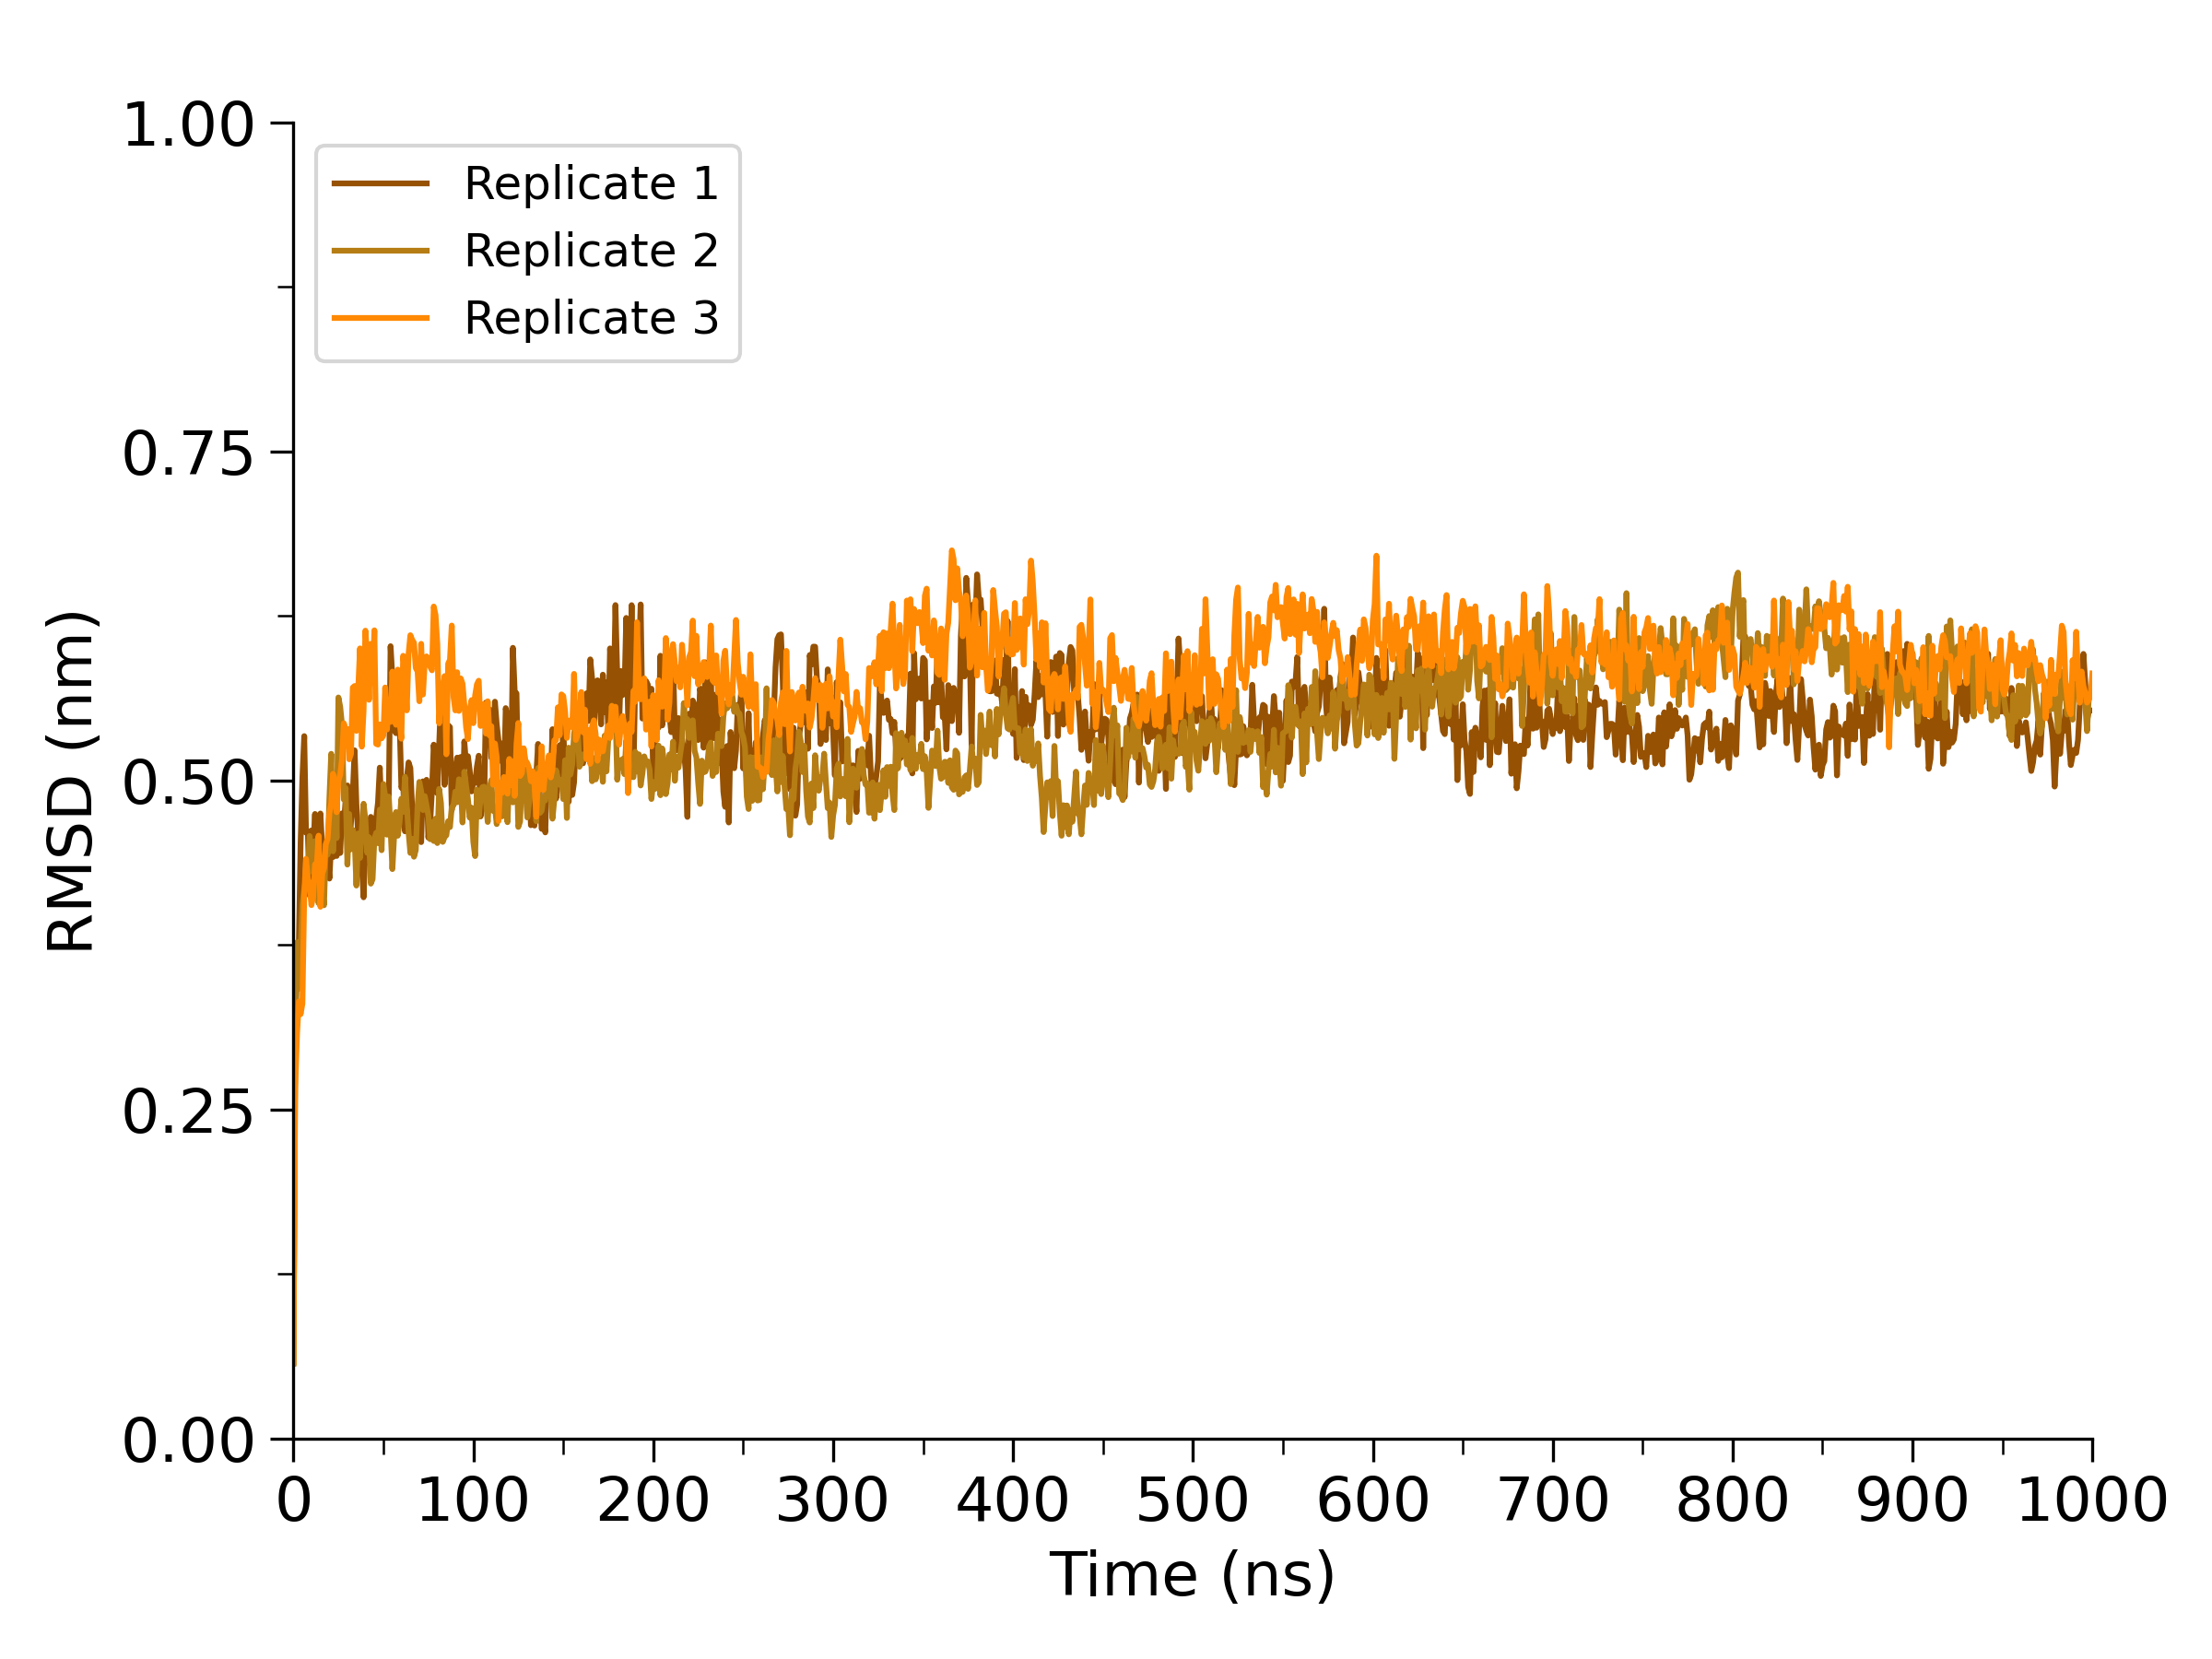 1.00
Replicate 1
Replicate 2
Replicate 3
0.75
RMSD (nm)
0.50
0.25
0.00
0 100 200 300 400 500 600 700 800 900 1000
Time (ns)